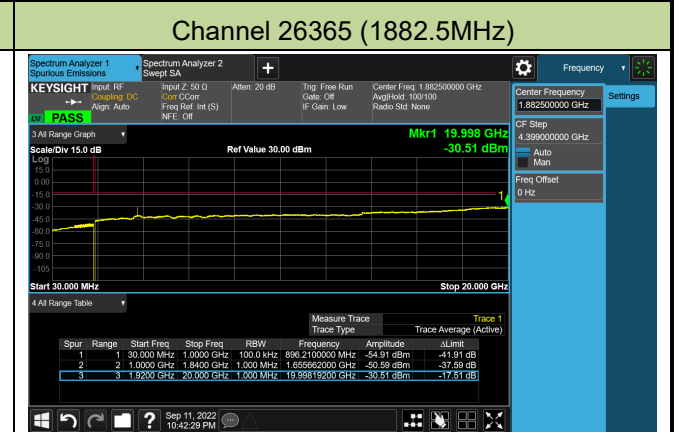 Channel 26365 (1882.5MHz)
Spectrum Analyzer 1
Spurious Emissions
Spectrum Analyzer 2
Swept SA
Frequency
KEYSIGHT
Input: RF
Coupling: DC
Align: Auto
Input Z: 50 Ω
Corr CCorr
Freq Ref: Int (S)
NFE: Off
Atten: 20 dB
Trig: Free Run
Gate: Off
IF Gain: Low
Center Freq: 1.882500000 GHz
Avg|Hold: 100/100
Radio Std: None
PASS
Center Frequency
1.882500000 GHz
Settings
CF Step
4.399000000 GHz
Auto
Man
Freq Offset
0 Hz
3 All Range Graph
Mkr1 19.998 GHz
Scale/Div 15.0 dB
Ref Value 30.00 dBm
-30.51 dBm
Log
15.0
0.00
-15.0
-30.0
-45.0
-60.0
-75.0
-90.0
-105
1
Start 30.000 MHz
Stop 20.000 GHz
4 All Range Table
Measure Trace Trace 1
Trace Type Trace Average (Active)
Spur Range Start Freq Stop Freq RBW Frequency Amplitude ΔLimit
1 1 30.000 MHz 1.0000 GHz 100.0 kHz 896.2100000 MHz -54.91 dBm -41.91 dB
2 2 1.0000 GHz 1.8400 GHz 1.000 MHz 1.655662000 GHz -50.59 dBm -37.59 dB
3 3 1.9200 GHz 20.000 GHz 1.000 MHz 19.99819200 GHz -30.51 dBm -17.51 dB
Sep 11, 2022
10:42:29 PM